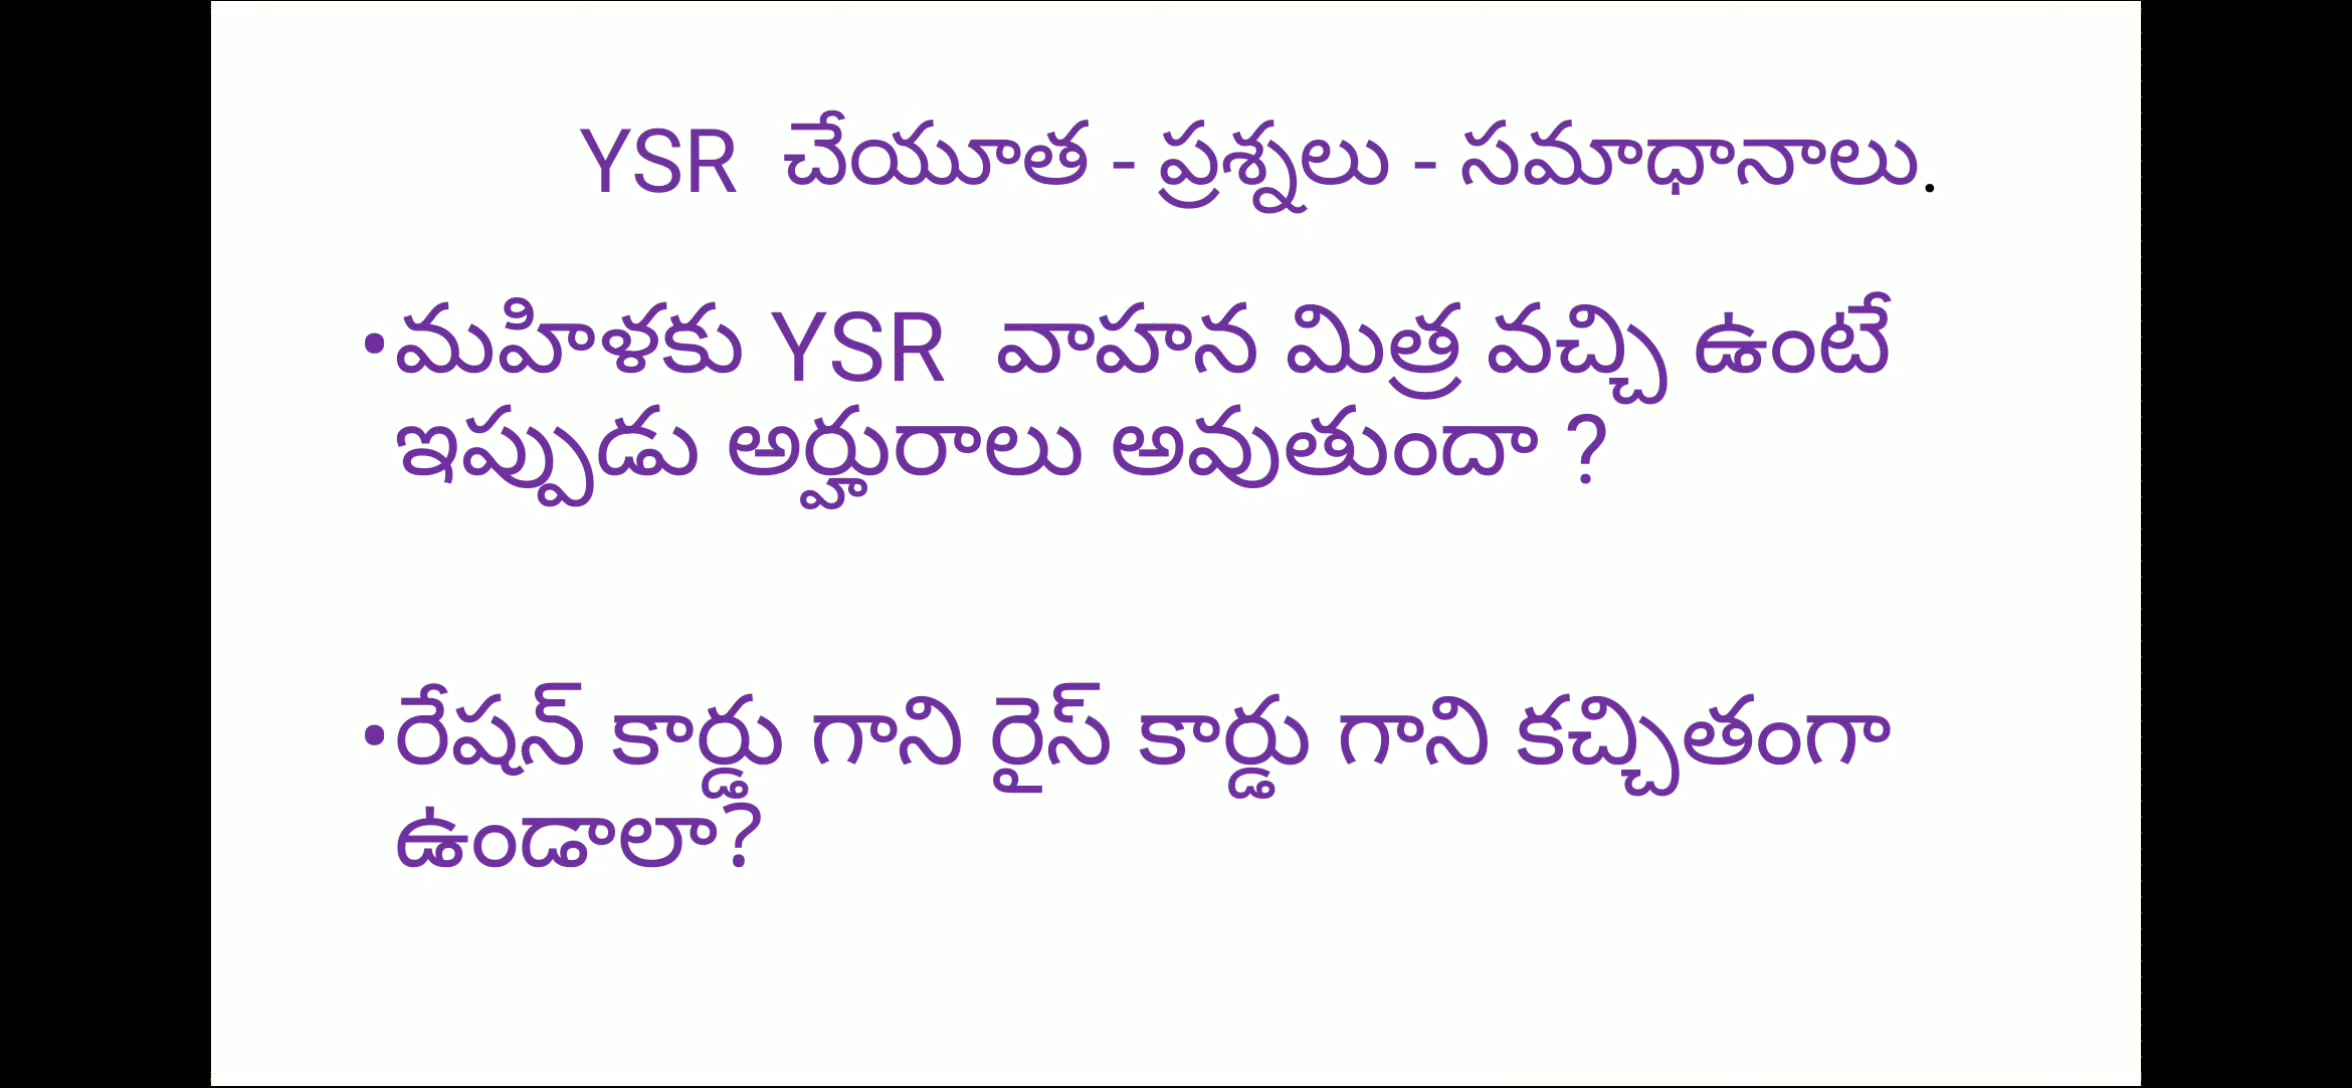 YSR చేయూత - ప్రశ్నలు - సమాధానాలు.
•మహిళకు YSR వాహన మిత్ర వచ్చి ఉంటే
ఇప్పుడు అర్హురాలు అవుతుందా ?
•రేషన్ కార్డు గాని రైస్ కార్డు గాని కచ్చితంగా
ఉండాలా?